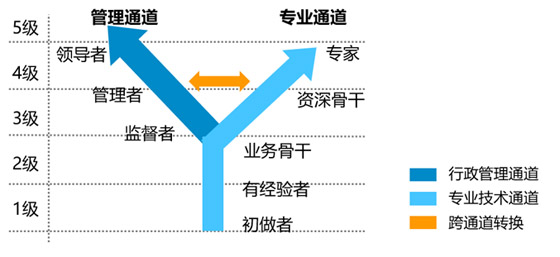 管理通道 专业通道
5级
领导者 专家
4级
管理者 资深骨干
3级
监督者 业务骨干
2级
有经验者
1级
初做者
行政管理通道
专业技术通道
跨通道转换